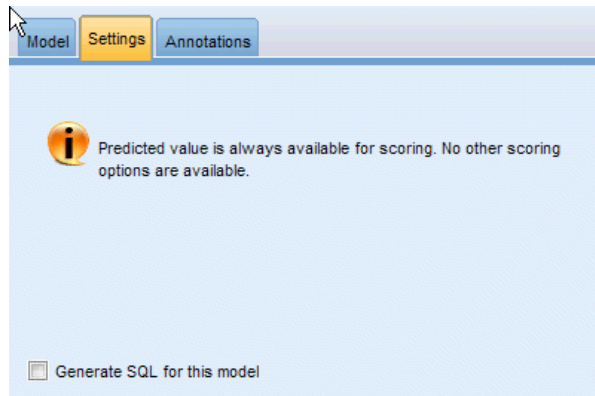 Model Settings Annotations
Predicted value is always available for scoring. No other scoring
options are available.
Generate SQL for this model